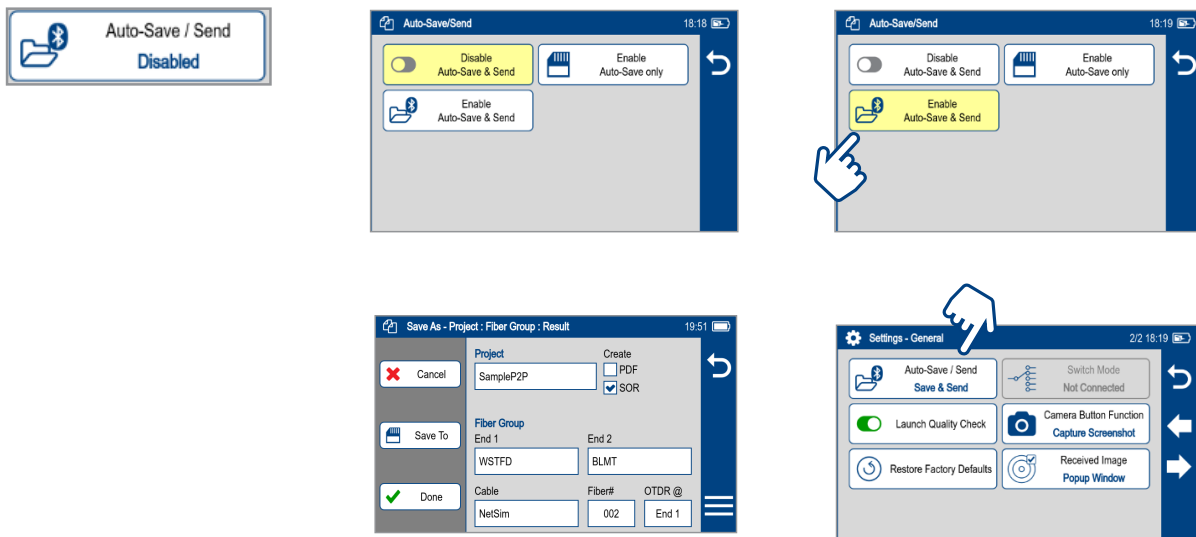 Auto-Save / Send
Disabled
Auto-Save/Send
18:18
Disable
Auto-Save & Send
Enable
Auto-Save only
Enable
Auto-Save & Send
Auto-Save/Send
18:19
Disable
Auto-Save & Send
Enable
Auto-Save only
Enable
Auto-Save & Send
Save As - Project : Fiber Group : Result
19:51
Cancel
Save To
Done
Project
SampleP2P
Create
PDF
SOR
Fiber Group
End 1
End 2
WSTFD
BLMT
Cable
Fiber#
OTDR @
NetSim
002
End 1
Settings - General
2/2 18:19
Auto-Save / Send
Save & Send
Switch Mode
Not Connected
Launch Quality Check
Camera Button Function
Capture Screenshot
Restore Factory Defaults
Received Image
Popup Window